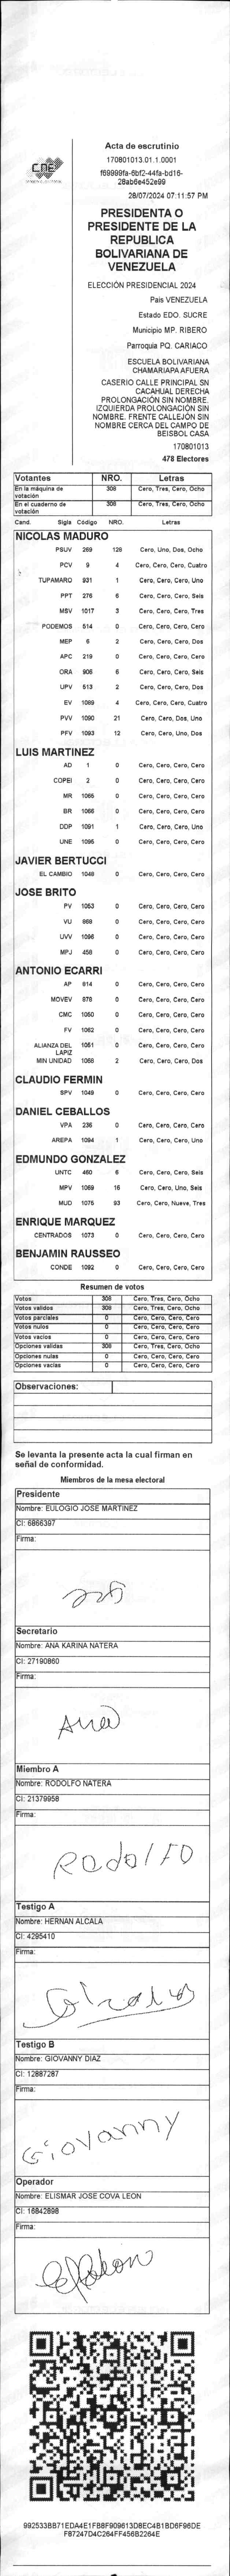 CNE
Acta de escrutinio
170801013.01.1.0001
f69999fa-6bf2-44fa-bd16-
28ab6e452e99
28/07/2024 07:11:57 PM
PRESIDENTA O
PRESIDENTE DE LA
REPUBLICA
BOLIVARIANA DE
VENEZUELA
ELECCIÓN PRESIDENCIAL 2024
Pais VENEZUELA
Estado EDO. SUCRE
Municipio MP. RIBERO
Parroquia PQ. CARIACO
ESCUELA BOLIVARIANA
CHAMARIAPA AFUERA
CASERIO CALLE PRINCIPAL SN
CACAHUAL DERECHA
PROLONGACIÓN SIN NOMBRE.
IZQUIERDA PROLONGACIÓN SIN
NOMBRE. FRENTE CALLEJÓN SIN
NOMBRE CERCA DEL CAMPO DE
BEISBOL CASA
170801013
478 Electores
Votantes NRO. Letras
En la máquina de votación 308 Cero, Tres, Cero, Ocho
En el cuaderno de votación 308 Cero, Tres, Cero, Ocho
Cand. Sigla Código NRO. Letras
NICOLAS MADURO
PSUV 269 128 Cero, Uno, Dos, Ocho
PCV 9 4 Cero, Cero, Cero, Cuatro
TUPAMARO 931 1 Cero, Cero, Cero, Uno
PPT 276 6 Cero, Cero, Cero, Seis
MSV 1017 3 Cero, Cero, Cero, Tres
PODEMOS 514 0 Cero, Cero, Cero, Cero
MEP 6 2 Cero, Cero, Cero, Dos
APC 219 0 Cero, Cero, Cero, Cero
ORA 906 6 Cero, Cero, Cero, Seis
UPV 513 2 Cero, Cero, Cero, Dos
EV 1089 4 Cero, Cero, Cero, Cuatro
PVV 1090 21 Cero, Cero, Dos, Uno
PFV 1093 12 Cero, Cero, Uno, Dos
LUIS MARTINEZ
AD 1 0 Cero, Cero, Cero, Cero
COPEI 2 0 Cero, Cero, Cero, Cero
MR 1065 0 Cero, Cero, Cero, Cero
BR 1066 0 Cero, Cero, Cero, Cero
DDP 1091 1 Cero, Cero, Cero, Uno
UNE 1095 0 Cero, Cero, Cero, Cero
JAVIER BERTUCCI
EL CAMBIO 1048 0 Cero, Cero, Cero, Cero
JOSE BRITO
PV 1053 0 Cero, Cero, Cero, Cero
VU 868 0 Cero, Cero, Cero, Cero
UVV 1096 0 Cero, Cero, Cero, Cero
MPJ 458 0 Cero, Cero, Cero, Cero
ANTONIO ECARRI
AP 614 0 Cero, Cero, Cero, Cero
MOVEV 878 0 Cero, Cero, Cero, Cero
CMC 1050 0 Cero, Cero, Cero, Cero
FV 1062 0 Cero, Cero, Cero, Cero
ALIANZA DEL LAPIZ 1051 0 Cero, Cero, Cero, Cero
MIN UNIDAD 1068 2 Cero, Cero, Cero, Dos
CLAUDIO FERMIN
SPV 1049 0 Cero, Cero, Cero, Cero
DANIEL CEBALLOS
VPA 236 0 Cero, Cero, Cero, Cero
AREPA 1094 1 Cero, Cero, Cero, Uno
EDMUNDO GONZALEZ
UNTC 460 6 Cero, Cero, Cero, Seis
MPV 1069 16 Cero, Cero, Uno, Seis
MUD 1075 93 Cero, Cero, Nueve, Tres
ENRIQUE MARQUEZ
CENTRADOS 1073 0 Cero, Cero, Cero, Cero
BENJAMIN RAUSSEO
CONDE 1092 0 Cero, Cero, Cero, Cero
Resumen de votos
Votos 308 Cero, Tres, Cero, Ocho
Votos validos 308 Cero, Tres, Cero, Ocho
Votos parciales 0 Cero, Cero, Cero, Cero
Votos nulos 0 Cero, Cero, Cero, Cero
Votos vacios 0 Cero, Cero, Cero, Cero
Opciones validas 308 Cero, Tres, Cero, Ocho
Opciones nulas 0 Cero, Cero, Cero, Cero
Opciones vacias 0 Cero, Cero, Cero, Cero
Observaciones:
Se levanta la presente acta la cual firman en
señal de conformidad.
Miembros de la mesa electoral
Presidente
Nombre: EULOGIO JOSE MARTINEZ
CI: 6866397
Firma:
Secretario
Nombre: ANA KARINA NATERA
CI: 27190860
Firma:
Ana
Miembro A
Nombre: RODOLFO NATERA
CI: 21379958
Firma:
Rodolfo
Testigo A
Nombre: HERNAN ALCALA
CI: 4295410
Firma:
Testigo B
Nombre: GIOVANNY DIAZ
CI: 12887287
Firma:
Giovanny
Operador
Nombre: ELISMAR JOSE COVA LEON
CI: 16842898
Firma:
992533BB71EDA4E1FB8F909613D8EC4B1BD6F96DE
F87247D4C264FF456B2264E